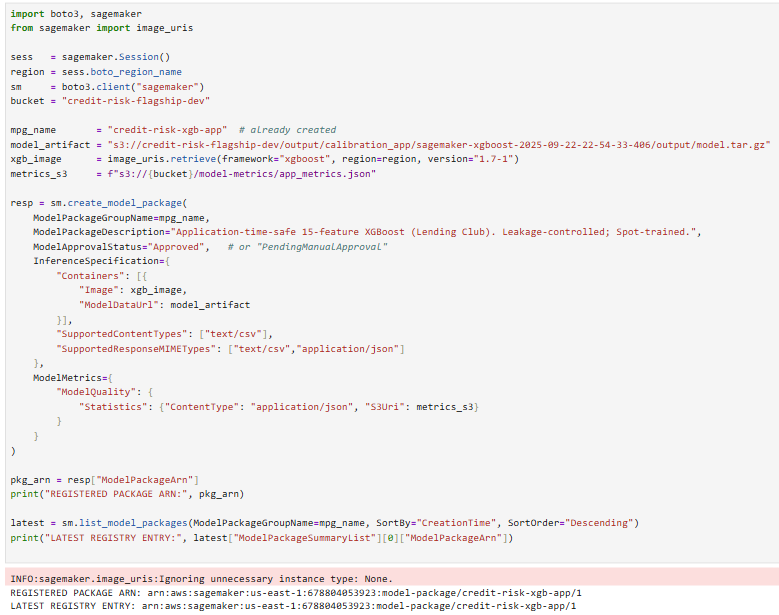 import boto3, sagemaker
from sagemaker import image_uris

sess   = sagemaker.Session()
region = sess.boto_region_name
sm     = boto3.client("sagemaker")
bucket = "credit-risk-flagship-dev"

mpg_name       = "credit-risk-xgb-app"  # already created
model_artifact = "s3://credit-risk-flagship-dev/output/calibration_app/sagemaker-xgboost-2025-09-22-22-54-33-406/output/model.tar.gz"
xgb_image      = image_uris.retrieve(framework="xgboost", region=region, version="1.7-1")
metrics_s3     = f"s3://{bucket}/model-metrics/app_metrics.json"

resp = sm.create_model_package(
    ModelPackageGroupName=mpg_name,
    ModelPackageDescription="Application-time-safe 15-feature XGBoost (Lending Club). Leakage-controlled; Spot-trained.",
    ModelApprovalStatus="Approved",   # or "PendingManualApproval"
    InferenceSpecification={
        "Containers": [{
            "Image": xgb_image,
            "ModelDataUrl": model_artifact
        }],
        "SupportedContentTypes": ["text/csv"],
        "SupportedResponseMIMETypes": ["text/csv","application/json"]
    },
    ModelMetrics={
        "ModelQuality": {
            "Statistics": {"ContentType": "application/json", "S3Uri": metrics_s3}
        }
    }
)

pkg_arn = resp["ModelPackageArn"]
print("REGISTERED PACKAGE ARN:", pkg_arn)

latest = sm.list_model_packages(ModelPackageGroupName=mpg_name, SortBy="CreationTime", SortOrder="Descending")
print("LATEST REGISTRY ENTRY:", latest["ModelPackageSummaryList"][0]["ModelPackageArn"])

INFO:sagemaker.image_uris:Ignoring unnecessary instance type: None.
REGISTERED PACKAGE ARN: arn:aws:sagemaker:us-east-1:678804053923:model-package/credit-risk-xgb-app/1
LATEST REGISTRY ENTRY: arn:aws:sagemaker:us-east-1:678804053923:model-package/credit-risk-xgb-app/1